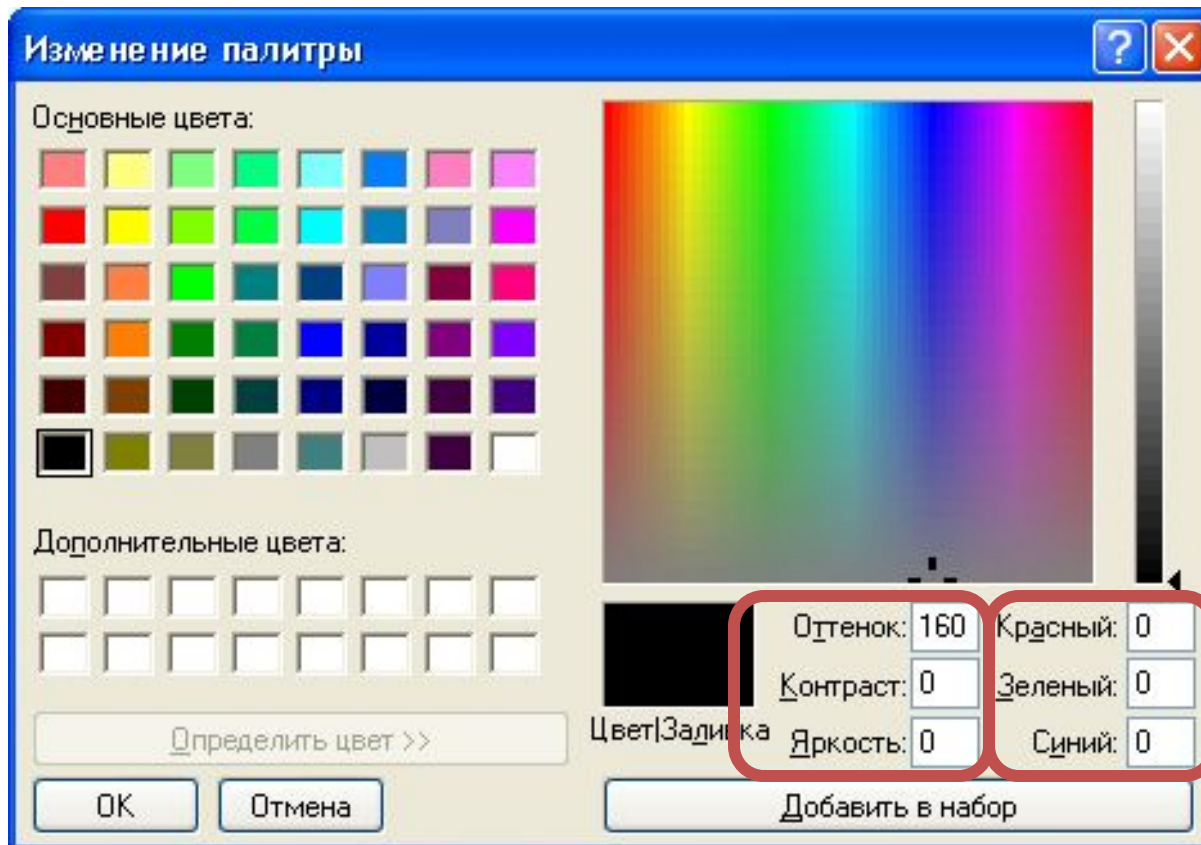 Изменение палитры
Основные цвета:
Дополнительные цвета:
Определить цвет >>
OK
Отмена
Цвет|Заливка
Оттенок: 160
Контраст: 0
Яркость: 0
Красный: 0
Зеленый: 0
Синий: 0
Добавить в набор